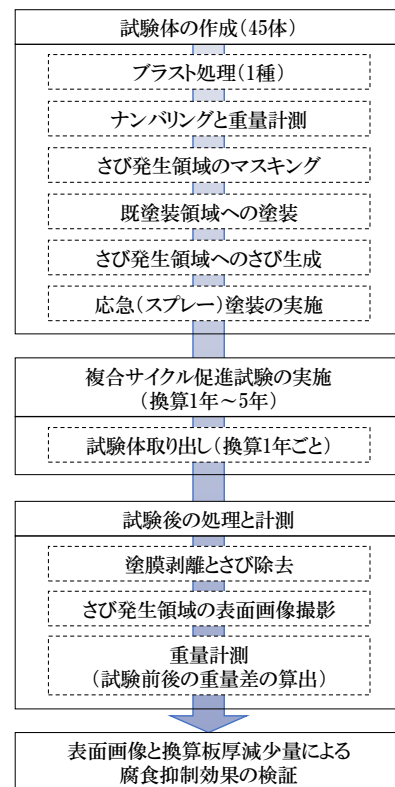 試験体の作成(45体)
ブラスト処理(1種)
ナンバリングと重量計測
さび発生領域のマスキング
既塗装領域への塗装
さび発生領域へのさび生成
応急(スプレー)塗装の実施
複合サイクル促進試験の実施
(換算1年～5年)
試験体取り出し(換算1年ごと)
試験後の処理と計測
塗膜剥離とさび除去
さび発生領域の表面画像撮影
重量計測
(試験前後の重量差の算出)
表面画像と換算板厚減少量による
腐食抑制効果の検証